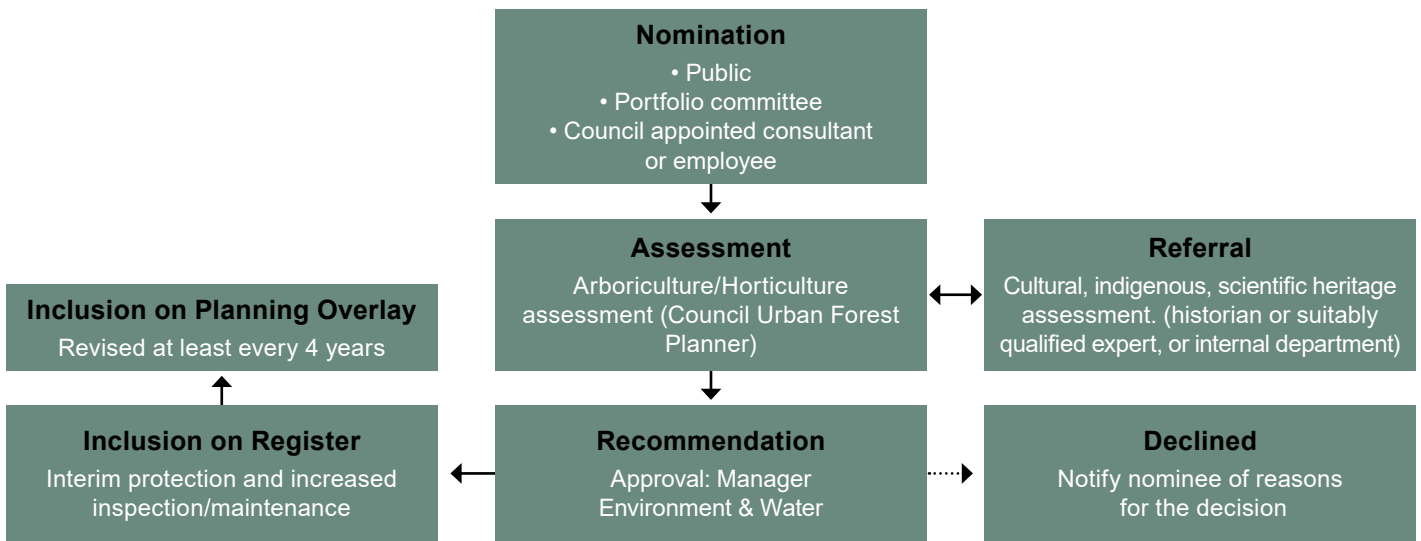 Nomination
• Public
• Portfolio committee
• Council appointed consultant
or employee
Assessment
Arboriculture/Horticulture
assessment (Council Urban Forest
Planner)
Referral
Cultural, indigenous, scientific heritage
assessment. (historian or suitably
qualified expert, or internal department)
Inclusion on Planning Overlay
Revised at least every 4 years
Inclusion on Register
Interim protection and increased
inspection/maintenance
Recommendation
Approval: Manager
Environment & Water
Declined
Notify nominee of reasons
for the decision